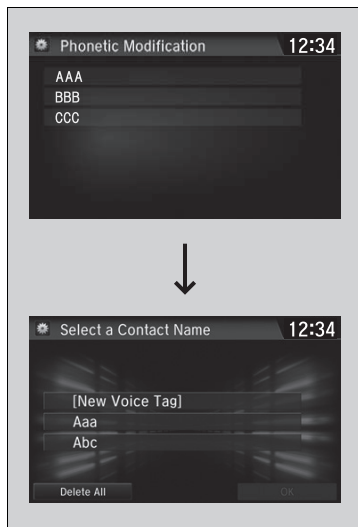 Phonetic Modification 12:34
AAA
BBB
CCC
Select a Contact Name 12:34
[New Voice Tag]
Aaa
Abc
Delete All OK